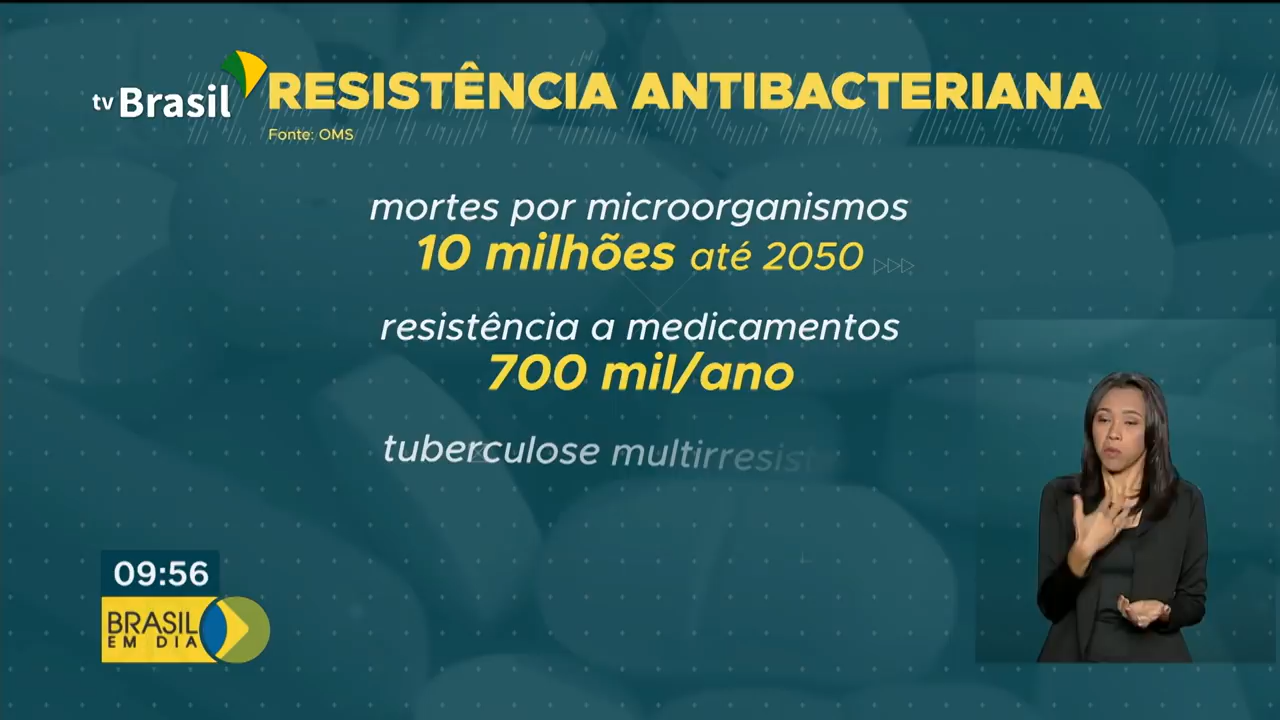 tv Brasil
RESISTÊNCIA ANTIBACTERIANA
Fonte: OMS
mortes por microorganismos
10 milhões até 2050
resistência a medicamentos
700 mil/ano
tuberculose multirresist
09:56
BRASIL
EM DIA